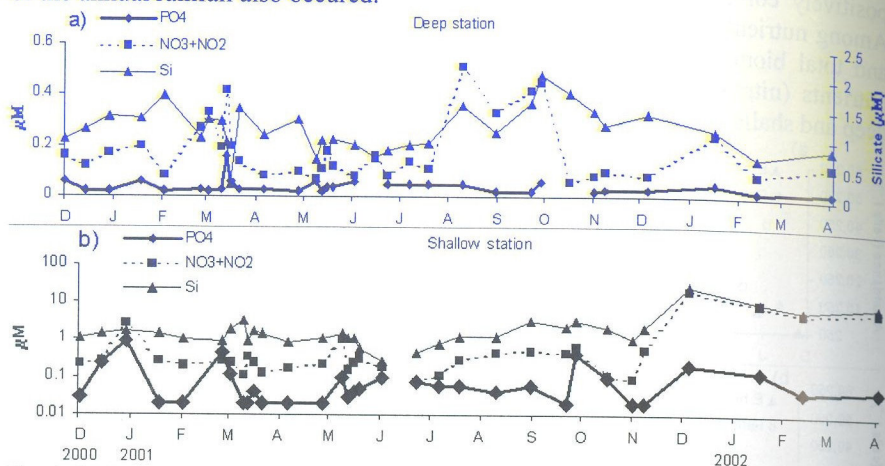 a)
Deep station
PO4
NO3+NO2
Si
0.6
0.4
0.2
0
µM
2.5
2
1.5
1
0.5
0
Silicate (µM)
D J F M A M J J A S O N D J F M A
b)
Shallow station
PO4
NO3+NO2
Si
100
10
1
0.1
0.01
µM
D J F M A M J J A S O N D J F M A
2000 2001 2002